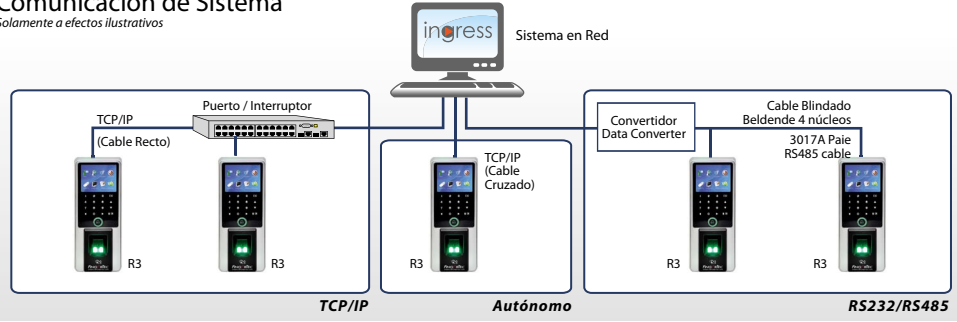 Comunicación de Sistema
Solamente a efectos ilustrativos
ingress
Sistema en Red
TCP/IP
(Cable Recto)
Puerto / Interruptor
R3
R3
TCP/IP
TCP/IP
(Cable
Cruzado)
R3
Autónomo
Convertidor
Data Converter
Cable Blindado
Beldende 4 núcleos
3017A Paie
RS485 cable
R3
R3
RS232/RS485